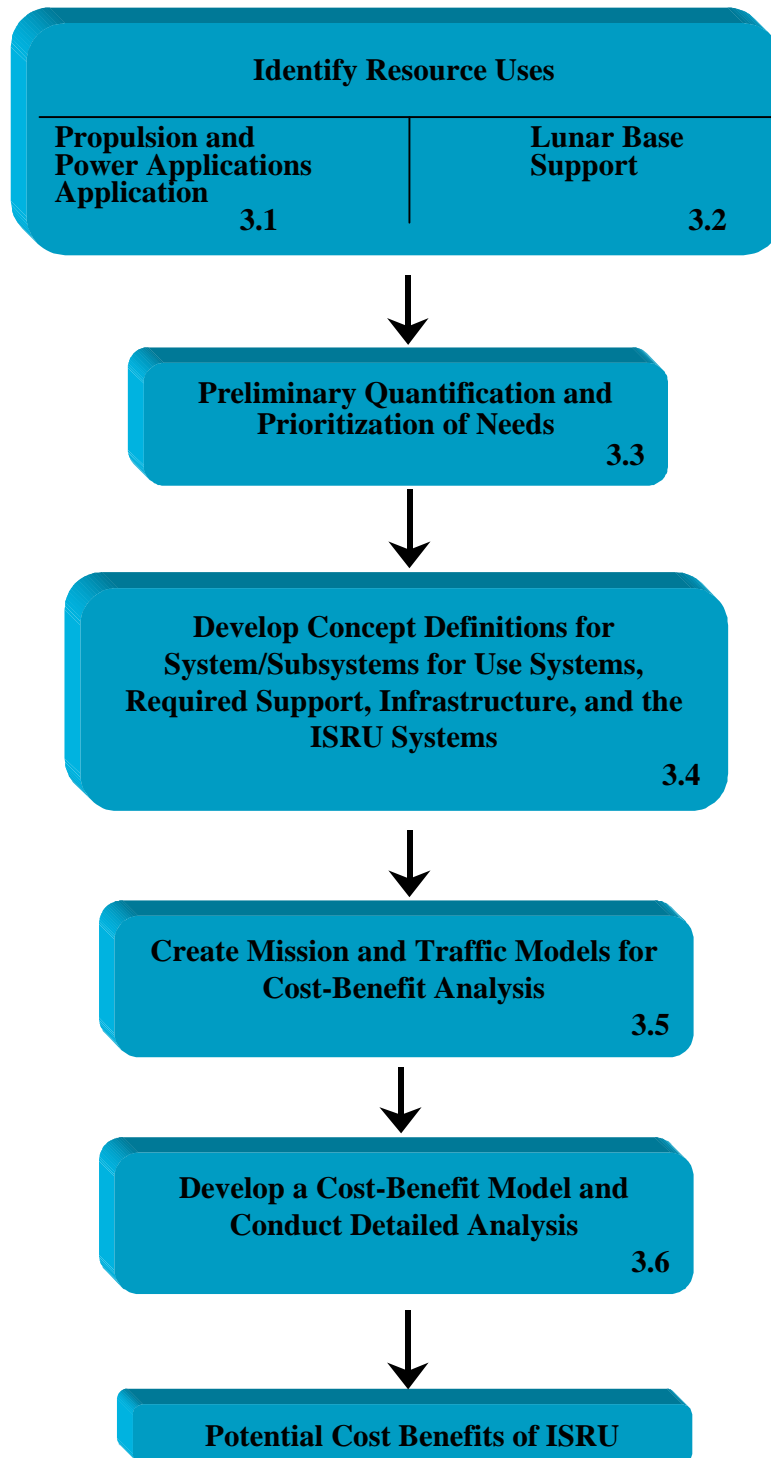 Identify Resource Uses
Propulsion and
Power Applications
Application
3.1
Lunar Base
Support
3.2
Preliminary Quantification and
Prioritization of Needs
3.3
Develop Concept Definitions for
System/Subsystems for Use Systems,
Required Support, Infrastructure, and the
ISRU Systems
3.4
Create Mission and Traffic Models for
Cost-Benefit Analysis
3.5
Develop a Cost-Benefit Model and
Conduct Detailed Analysis
3.6
Potential Cost Benefits of ISRU